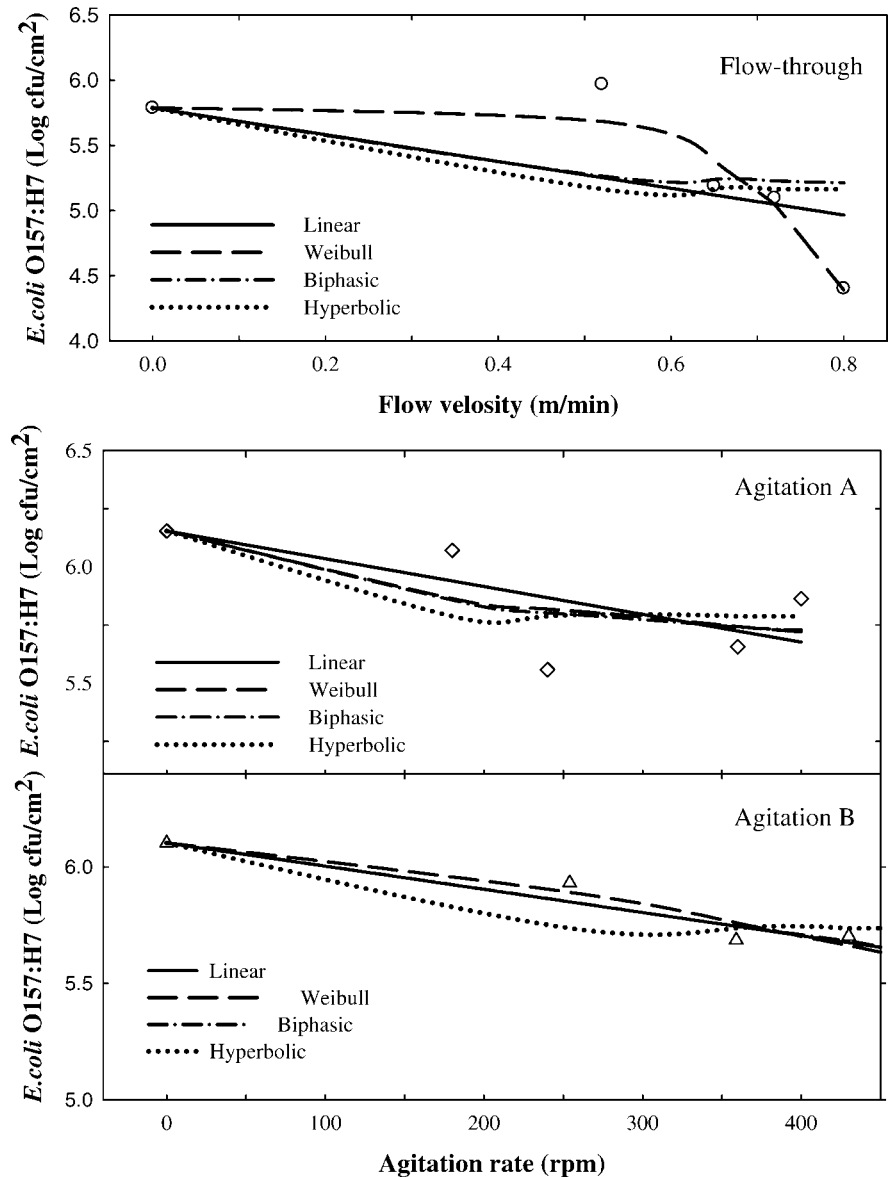 6.5
Flow-through
6.0
5.5
5.0
4.5
4.0
E.coli O157:H7 (Log cfu/cm²)
Linear
Weibull
Biphasic
Hyperbolic
0.0 0.2 0.4 0.6 0.8
Flow velosity (m/min)
6.5
Agitation A
6.0
5.5
E.coli O157:H7 (Log cfu/cm²)
Linear
Weibull
Biphasic
Hyperbolic
Agitation B
6.0
5.5
5.0
E.coli O157:H7 (Log cfu/cm²)
Linear
Weibull
Biphasic
Hyperbolic
0 100 200 300 400
Agitation rate (rpm)